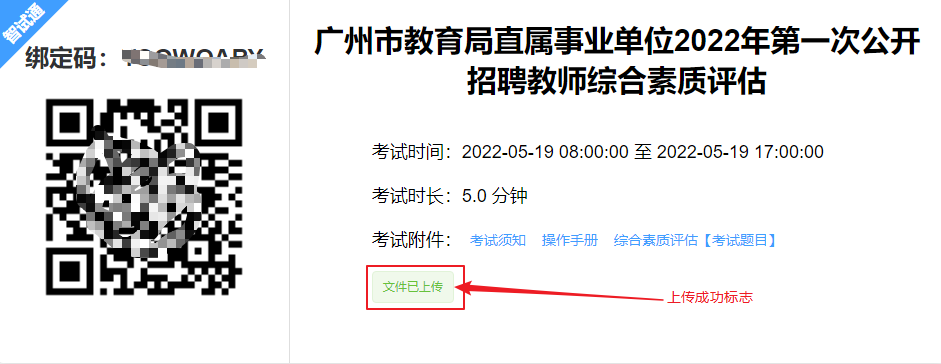 智试通
绑定码：
广州市教育局直属事业单位2022年第一次公开
招聘教师综合素质评估
考试时间：2022-05-19 08:00:00 至 2022-05-19 17:00:00
考试时长：5.0 分钟
考试附件： 考试须知 操作手册 综合素质评估【考试题目】
文件已上传 上传成功标志